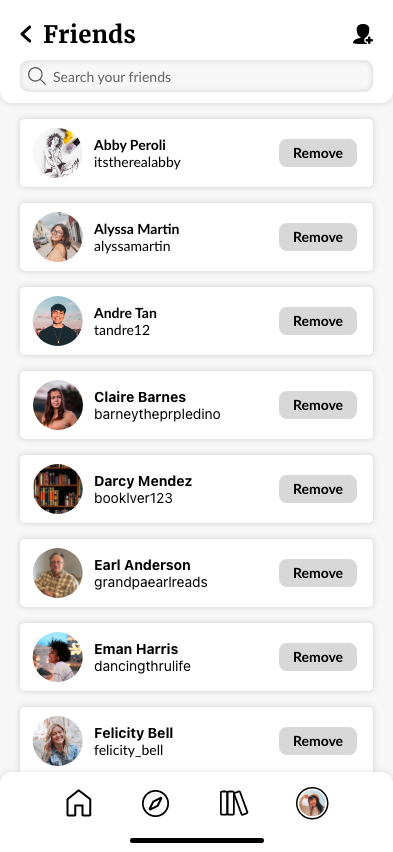 Friends
Search your friends
Abby Peroli
itstherealabby
Remove
Alyssa Martin
alyssamartin
Remove
Andre Tan
tandre12
Remove
Claire Barnes
barneytheprpledino
Remove
Darcy Mendez
booklver123
Remove
Earl Anderson
grandpaearlreads
Remove
Eman Harris
dancingthrulife
Remove
Felicity Bell
felicity_bell
Remove